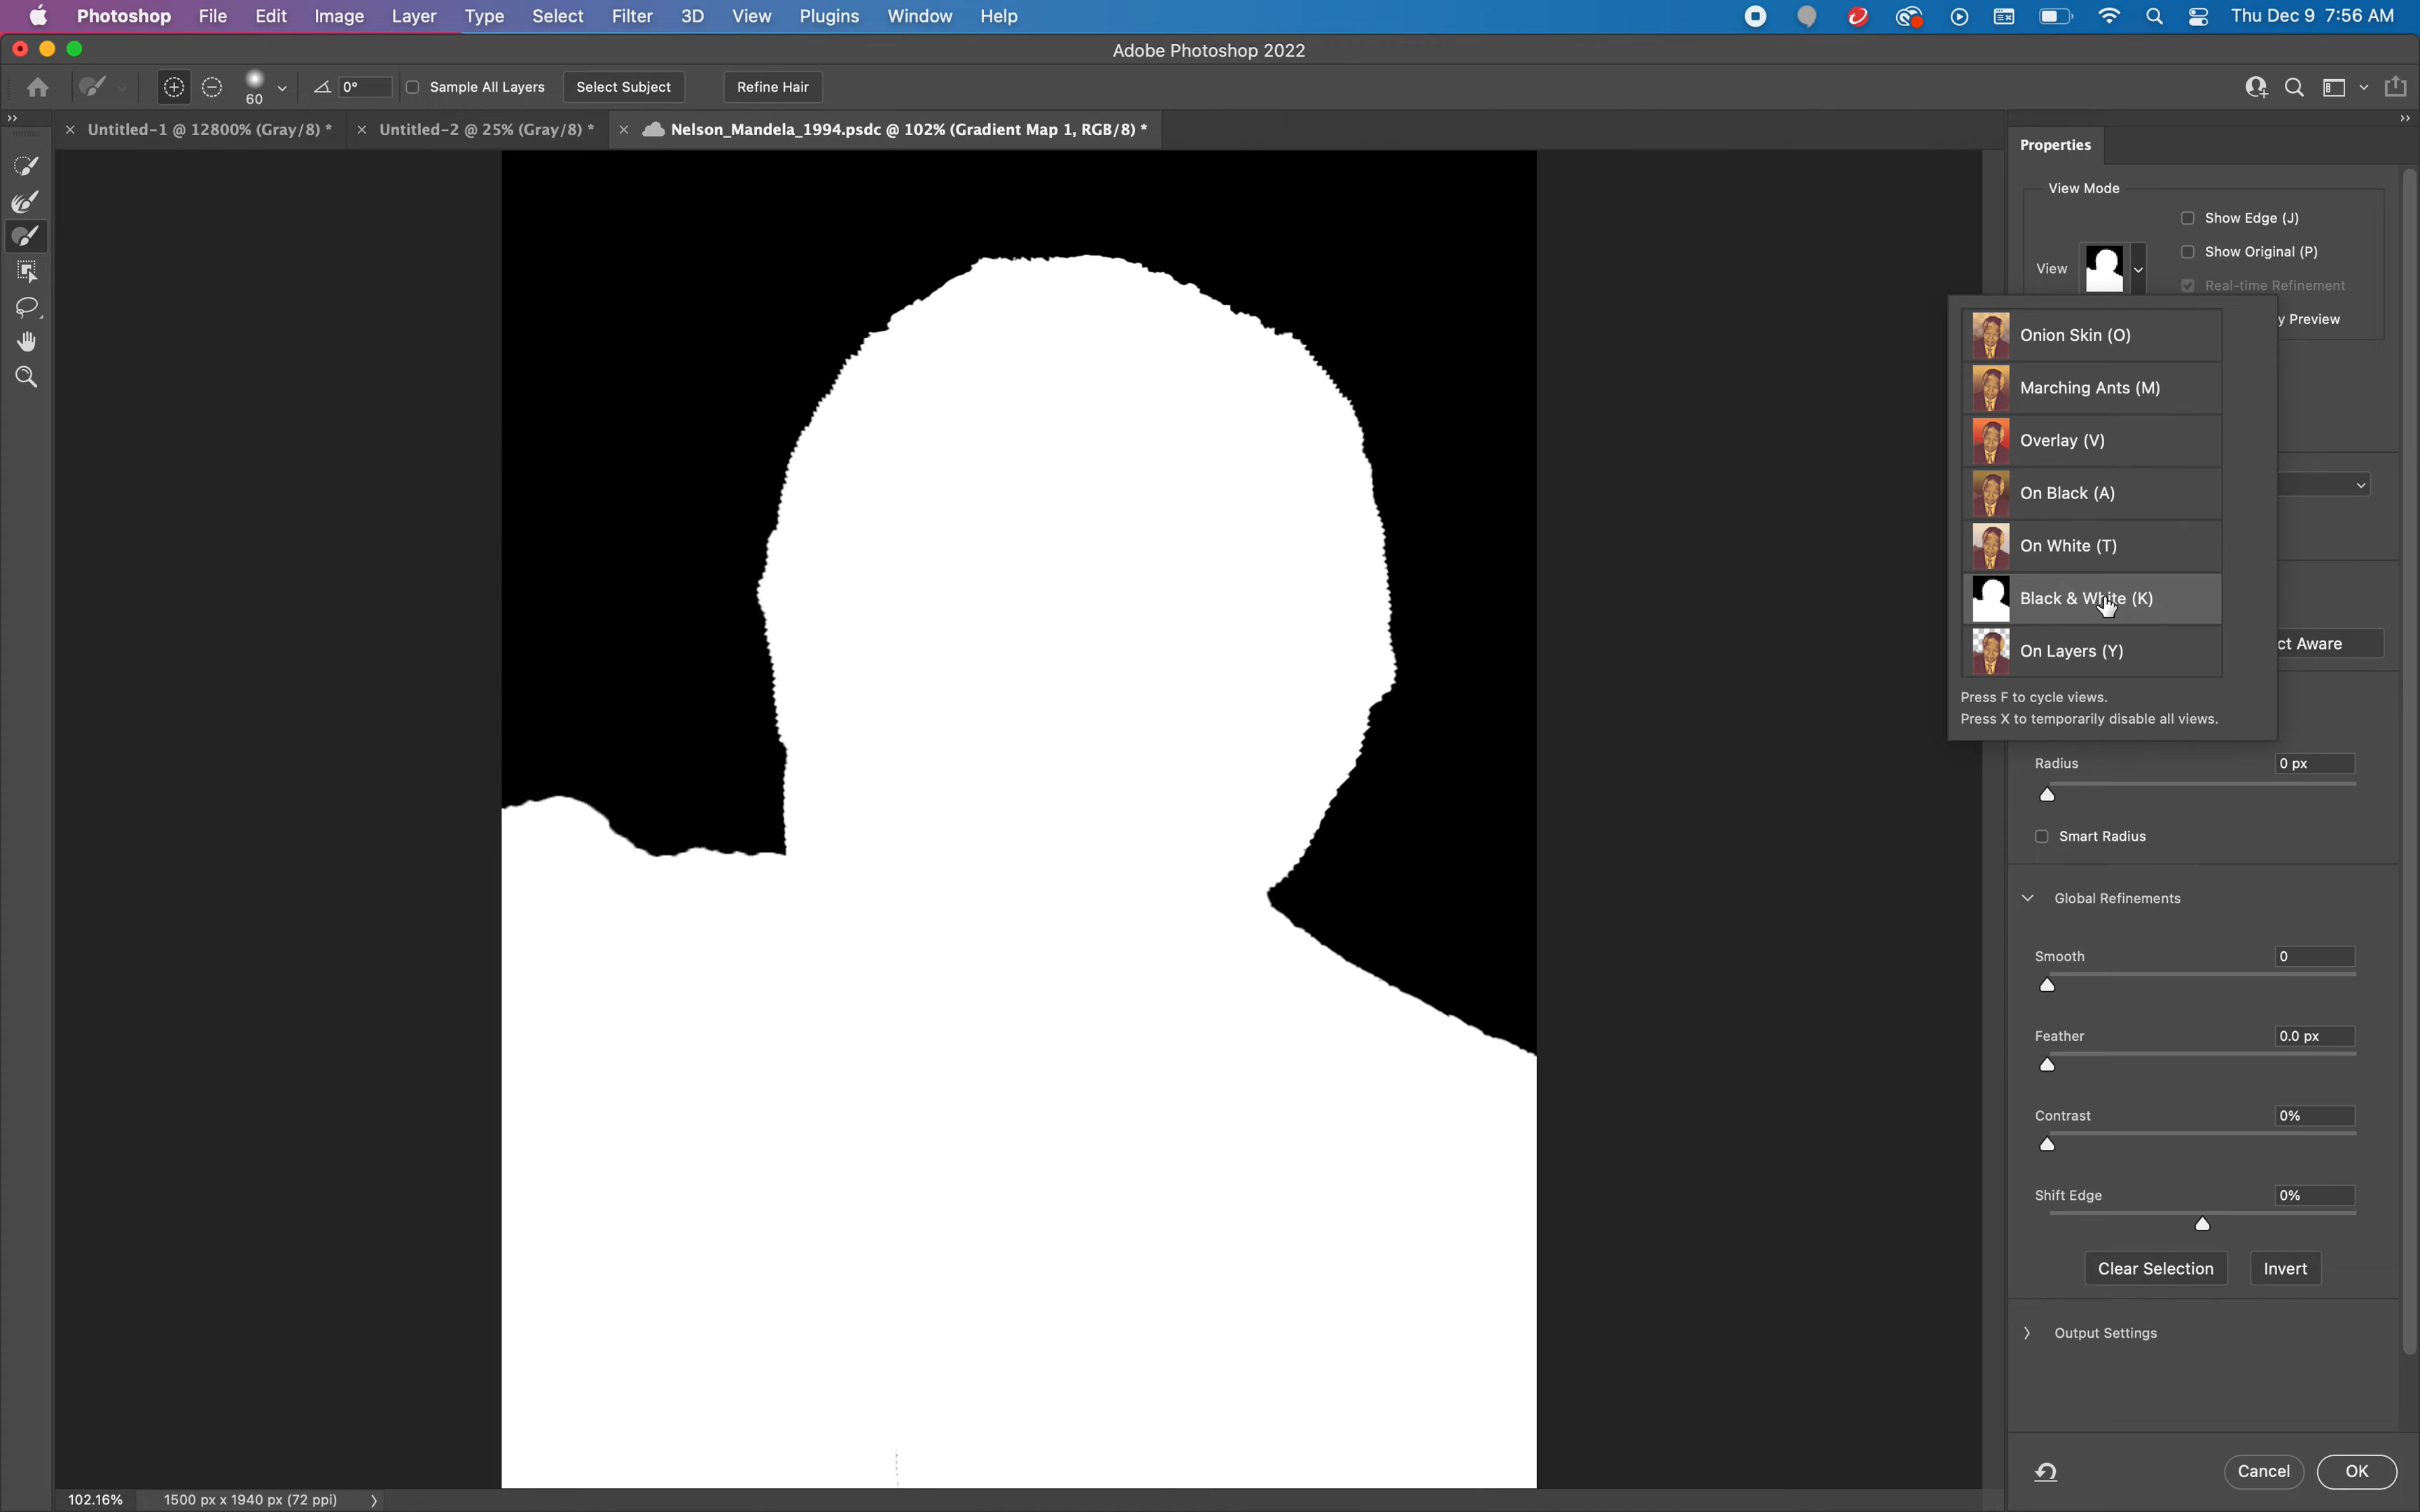 Photoshop File Edit Image Layer Type Select Filter 3D View Plugins Window Help Thu Dec 9 7:56 AM
Adobe Photoshop 2022
60 0° Sample All Layers Select Subject Refine Hair
Untitled-1 @ 12800% (Gray/8) * Untitled-2 @ 25% (Gray/8) * Nelson_Mandela_1994.psdc @ 102% (Gradient Map 1, RGB/8) *
Properties
View Mode
Show Edge (J)
Show Original (P)
View
Real-time Refinement
y Preview
Onion Skin (O)
Marching Ants (M)
Overlay (V)
On Black (A)
On White (T)
Black & White (K)
ct Aware
On Layers (Y)
Press F to cycle views.
Press X to temporarily disable all views.
Radius 0 px
Smart Radius
Global Refinements
Smooth 0
Feather 0.0 px
Contrast 0%
Shift Edge 0%
Clear Selection Invert
Output Settings
Cancel OK
102.16% 1500 px x 1940 px (72 ppi)